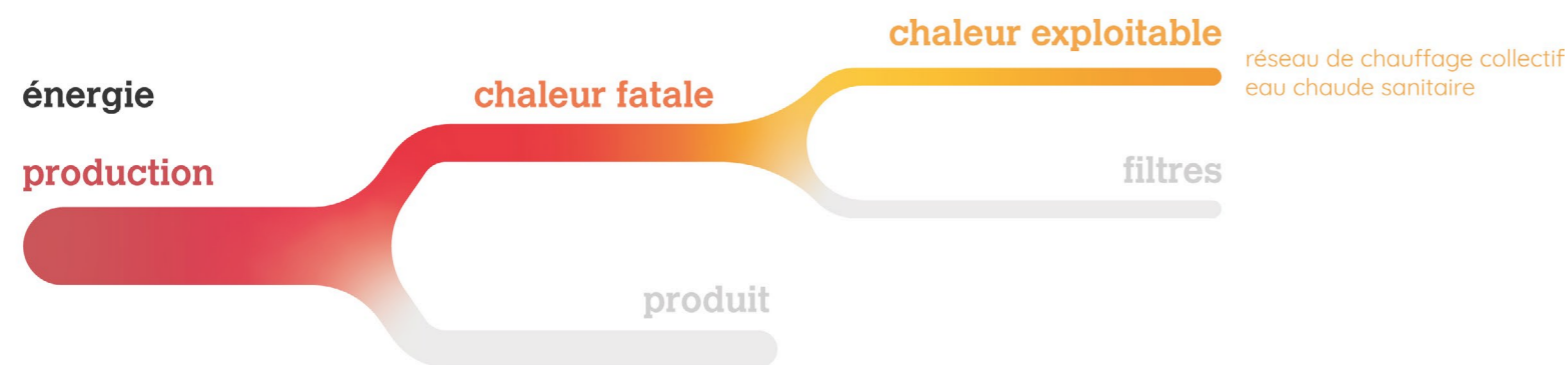 énergie
production
chaleur fatale
produit
chaleur exploitable
réseau de chauffage collectif
eau chaude sanitaire
filtres